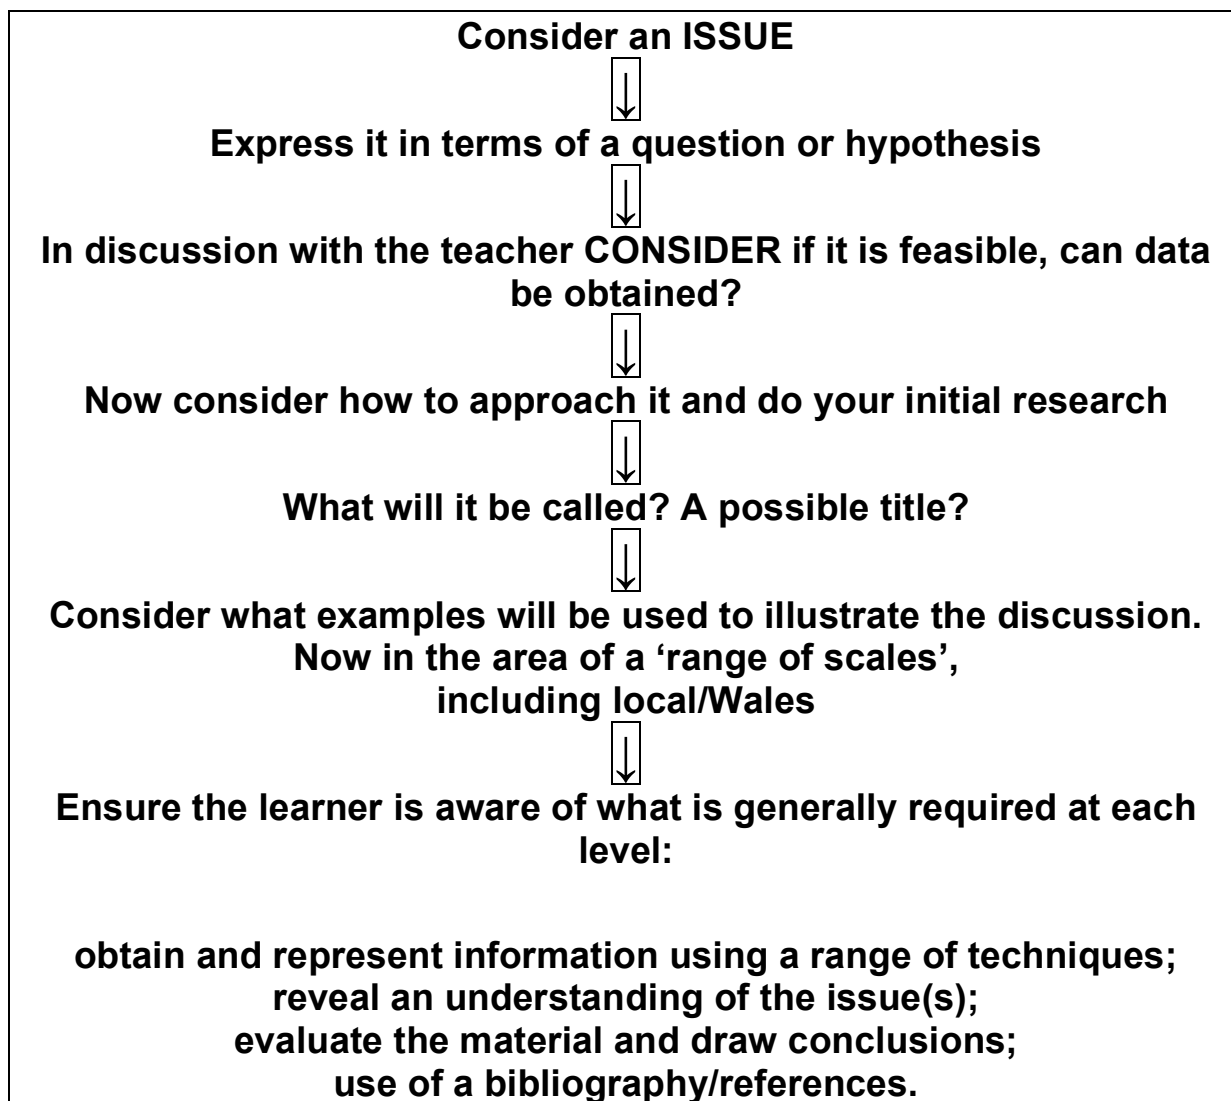 Consider an ISSUE
↓
Express it in terms of a question or hypothesis
↓
In discussion with the teacher CONSIDER if it is feasible, can data
be obtained?
↓
Now consider how to approach it and do your initial research
↓
What will it be called? A possible title?
↓
Consider what examples will be used to illustrate the discussion.
Now in the area of a ‘range of scales’,
including local/Wales
↓
Ensure the learner is aware of what is generally required at each
level:
obtain and represent information using a range of techniques;
reveal an understanding of the issue(s);
evaluate the material and draw conclusions;
use of a bibliography/references.